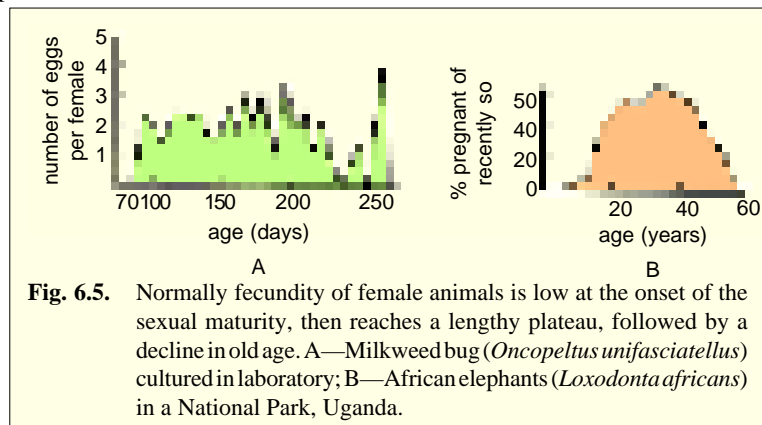 number of eggs
per female
5
4
3
2
1
70100 150 200 250
age (days)
A
% pregnant of
recently so
50
40
20
0
20 40 60
age (years)
B
Fig. 6.5. Normally fecundity of female animals is low at the onset of the
sexual maturity, then reaches a lengthy plateau, followed by a
decline in old age. A—Milkweed bug (Oncopeltus unifasciatellus)
cultured in laboratory; B—African elephants (Loxodonta africans)
in a National Park, Uganda.